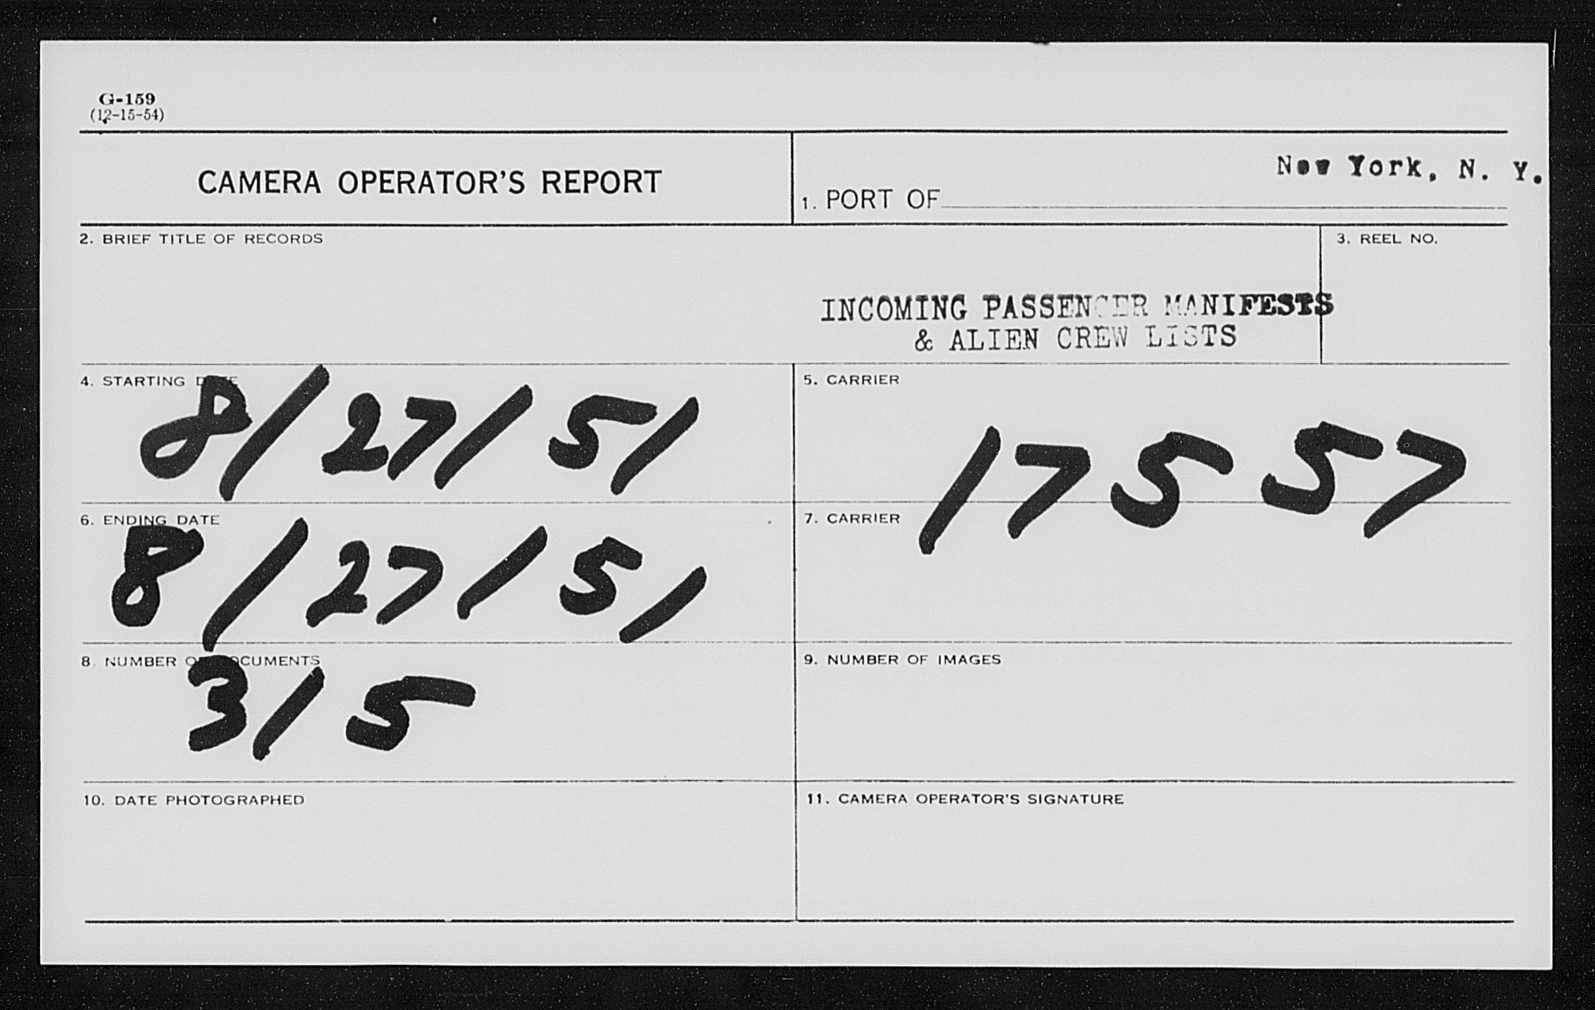 G-159
(12-15-54)
CAMERA OPERATOR'S REPORT
1. PORT OF New York, N. Y.
2. BRIEF TITLE OF RECORDS
3. REEL NO.
INCOMING PASSENGER MANIFESTS
& ALIEN CREW LISTS
4. STARTING DATE
8/27/51
5. CARRIER
17557
6. ENDING DATE
8/27/51
7. CARRIER
8. NUMBER OF DOCUMENTS
315
9. NUMBER OF IMAGES
10. DATE PHOTOGRAPHED
11. CAMERA OPERATOR'S SIGNATURE